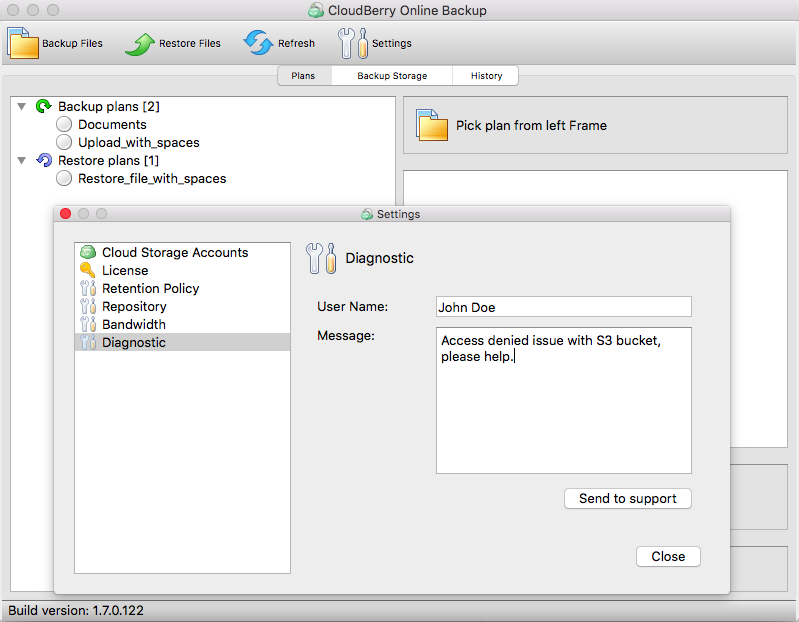 CloudBerry Online Backup
Backup Files
Restore Files
Refresh
Settings
Plans
Backup Storage
History
Backup plans [2]
Documents
Upload_with_spaces
Restore plans [1]
Restore_file_with_spaces
Pick plan from left Frame
Settings
Cloud Storage Accounts
License
Retention Policy
Repository
Bandwidth
Diagnostic
Diagnostic
User Name:
John Doe
Message:
Access denied issue with S3 bucket,
please help.
Send to support
Close
Build version: 1.7.0.122